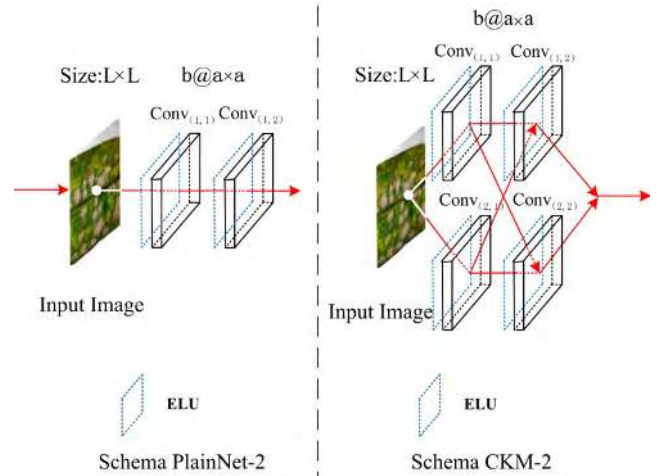 Size:L×L
b@a×a
Conv(1,1) Conv(1,2)
Input Image
ELU
Schema PlainNet-2
b@a×a
Size:L×L
Conv(1,1) Conv(1,2)
Conv(2,1) Conv(2,2)
Input Image
ELU
Schema CKM-2